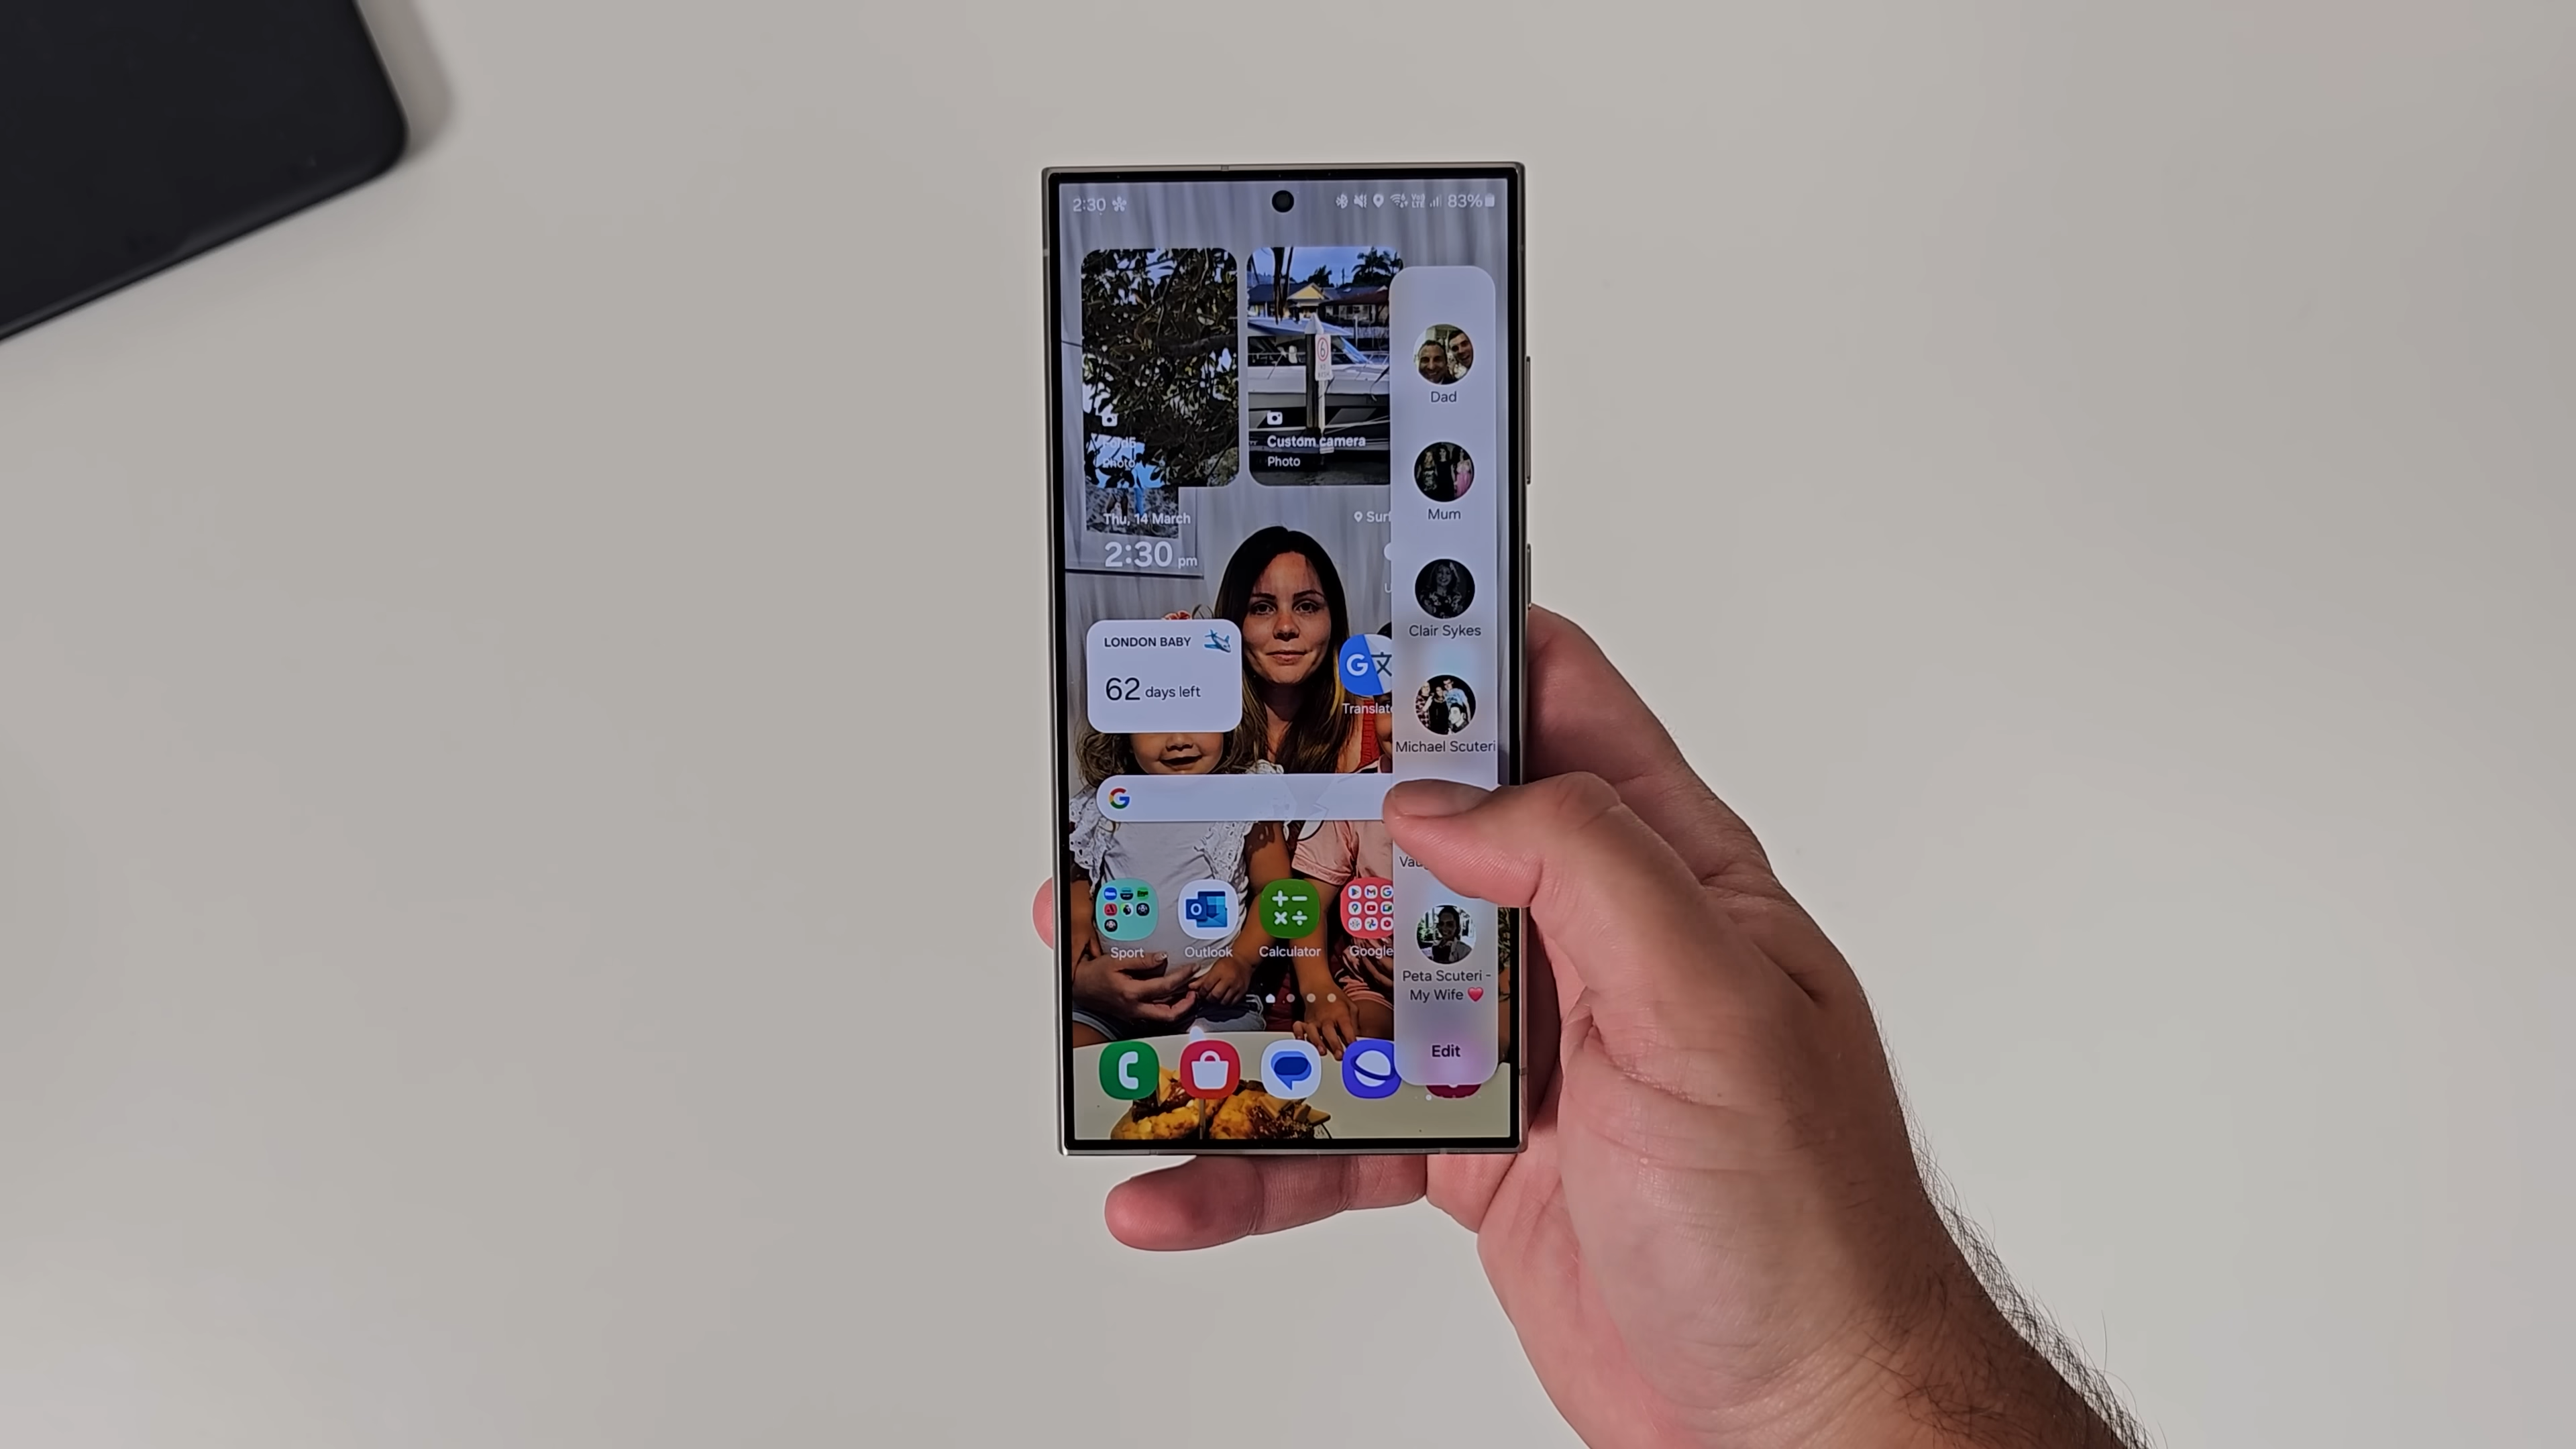 2:30
83%
Photo
Custom camera
Photo
Thu, 14 March
2:30 pm
LONDON BABY
62 days left
G
Translate
Sport
Outlook
Calculator
Google
Dad
Mum
Clair Sykes
Michael Scuteri
Peta Scuteri -
My Wife ❤️
Edit